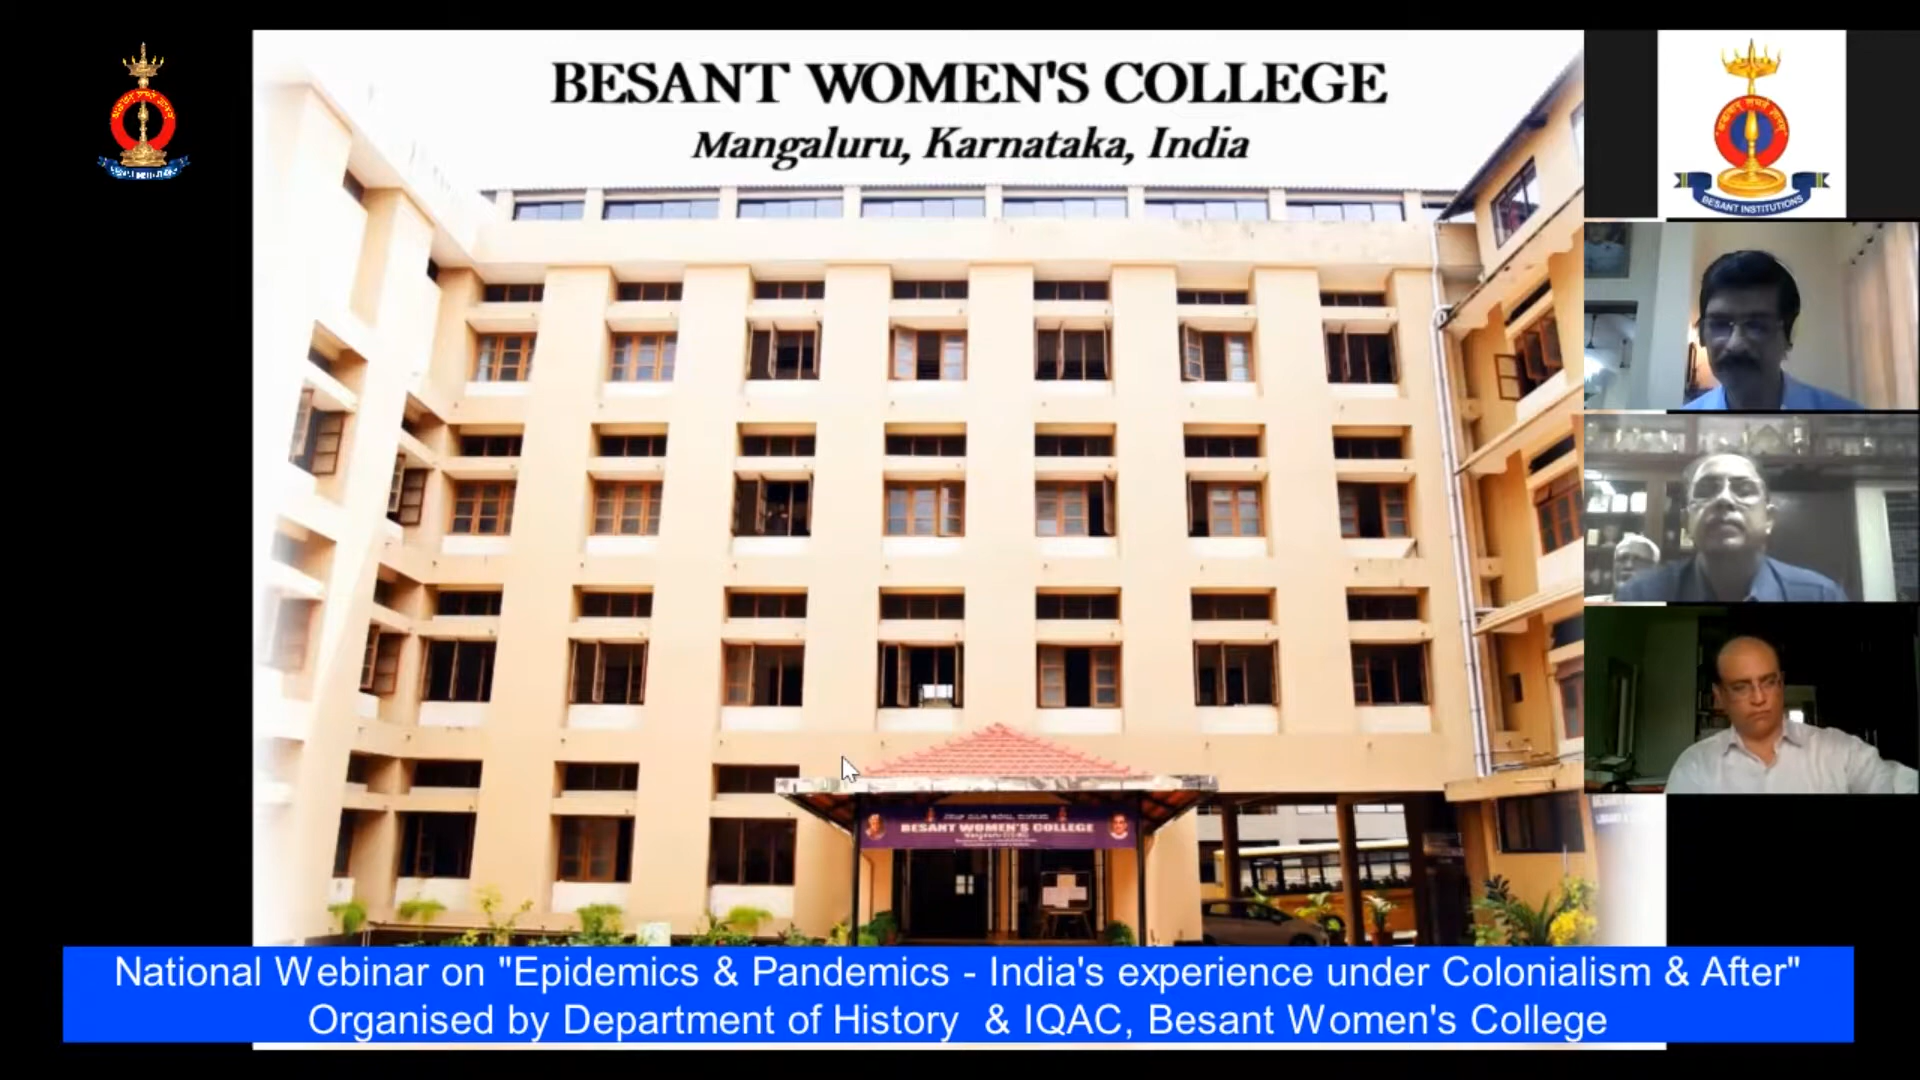 BESANT WOMEN'S COLLEGE
Mangaluru, Karnataka, India
BESANT INSTITUTIONS
BESANT WOMEN'S COLLEGE
National Webinar on "Epidemics & Pandemics - India's experience under Colonialism & After"
Organised by Department of History & IQAC, Besant Women's College